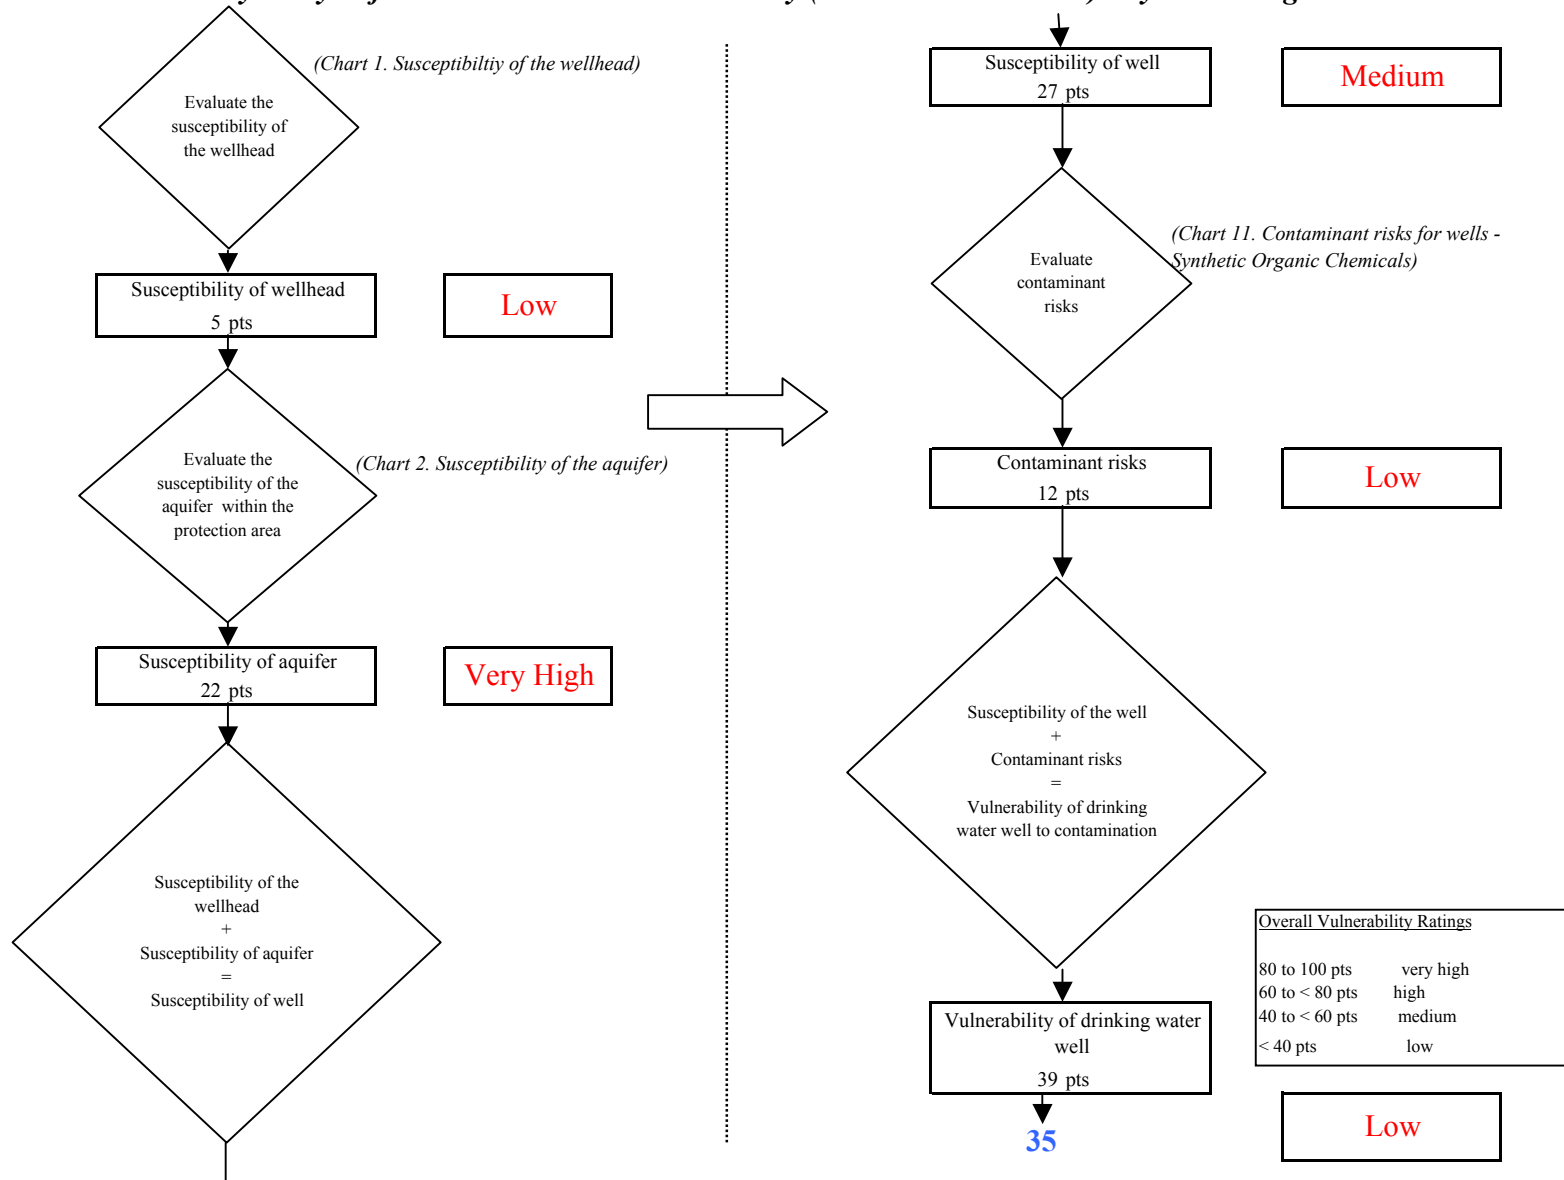 (Chart 1. Susceptibiltiy of the wellhead)
Evaluate the
susceptibility of
the wellhead
Susceptibility of wellhead
5 pts
Low
Evaluate the
susceptibility of the
aquifer within the
protection area
(Chart 2. Susceptibility of the aquifer)
Susceptibility of aquifer
22 pts
Very High
Susceptibility of the
wellhead
+
Susceptibility of aquifer
=
Susceptibility of well
Susceptibility of well
27 pts
Medium
Evaluate
contaminant
risks
(Chart 11. Contaminant risks for wells -
Synthetic Organic Chemicals)
Contaminant risks
12 pts
Low
Susceptibility of the well
+
Contaminant risks
=
Vulnerability of drinking
water well to contamination
Overall Vulnerability Ratings
80 to 100 pts very high
60 to < 80 pts high
40 to < 60 pts medium
< 40 pts low
Vulnerability of drinking water
well
39 pts
35
Low